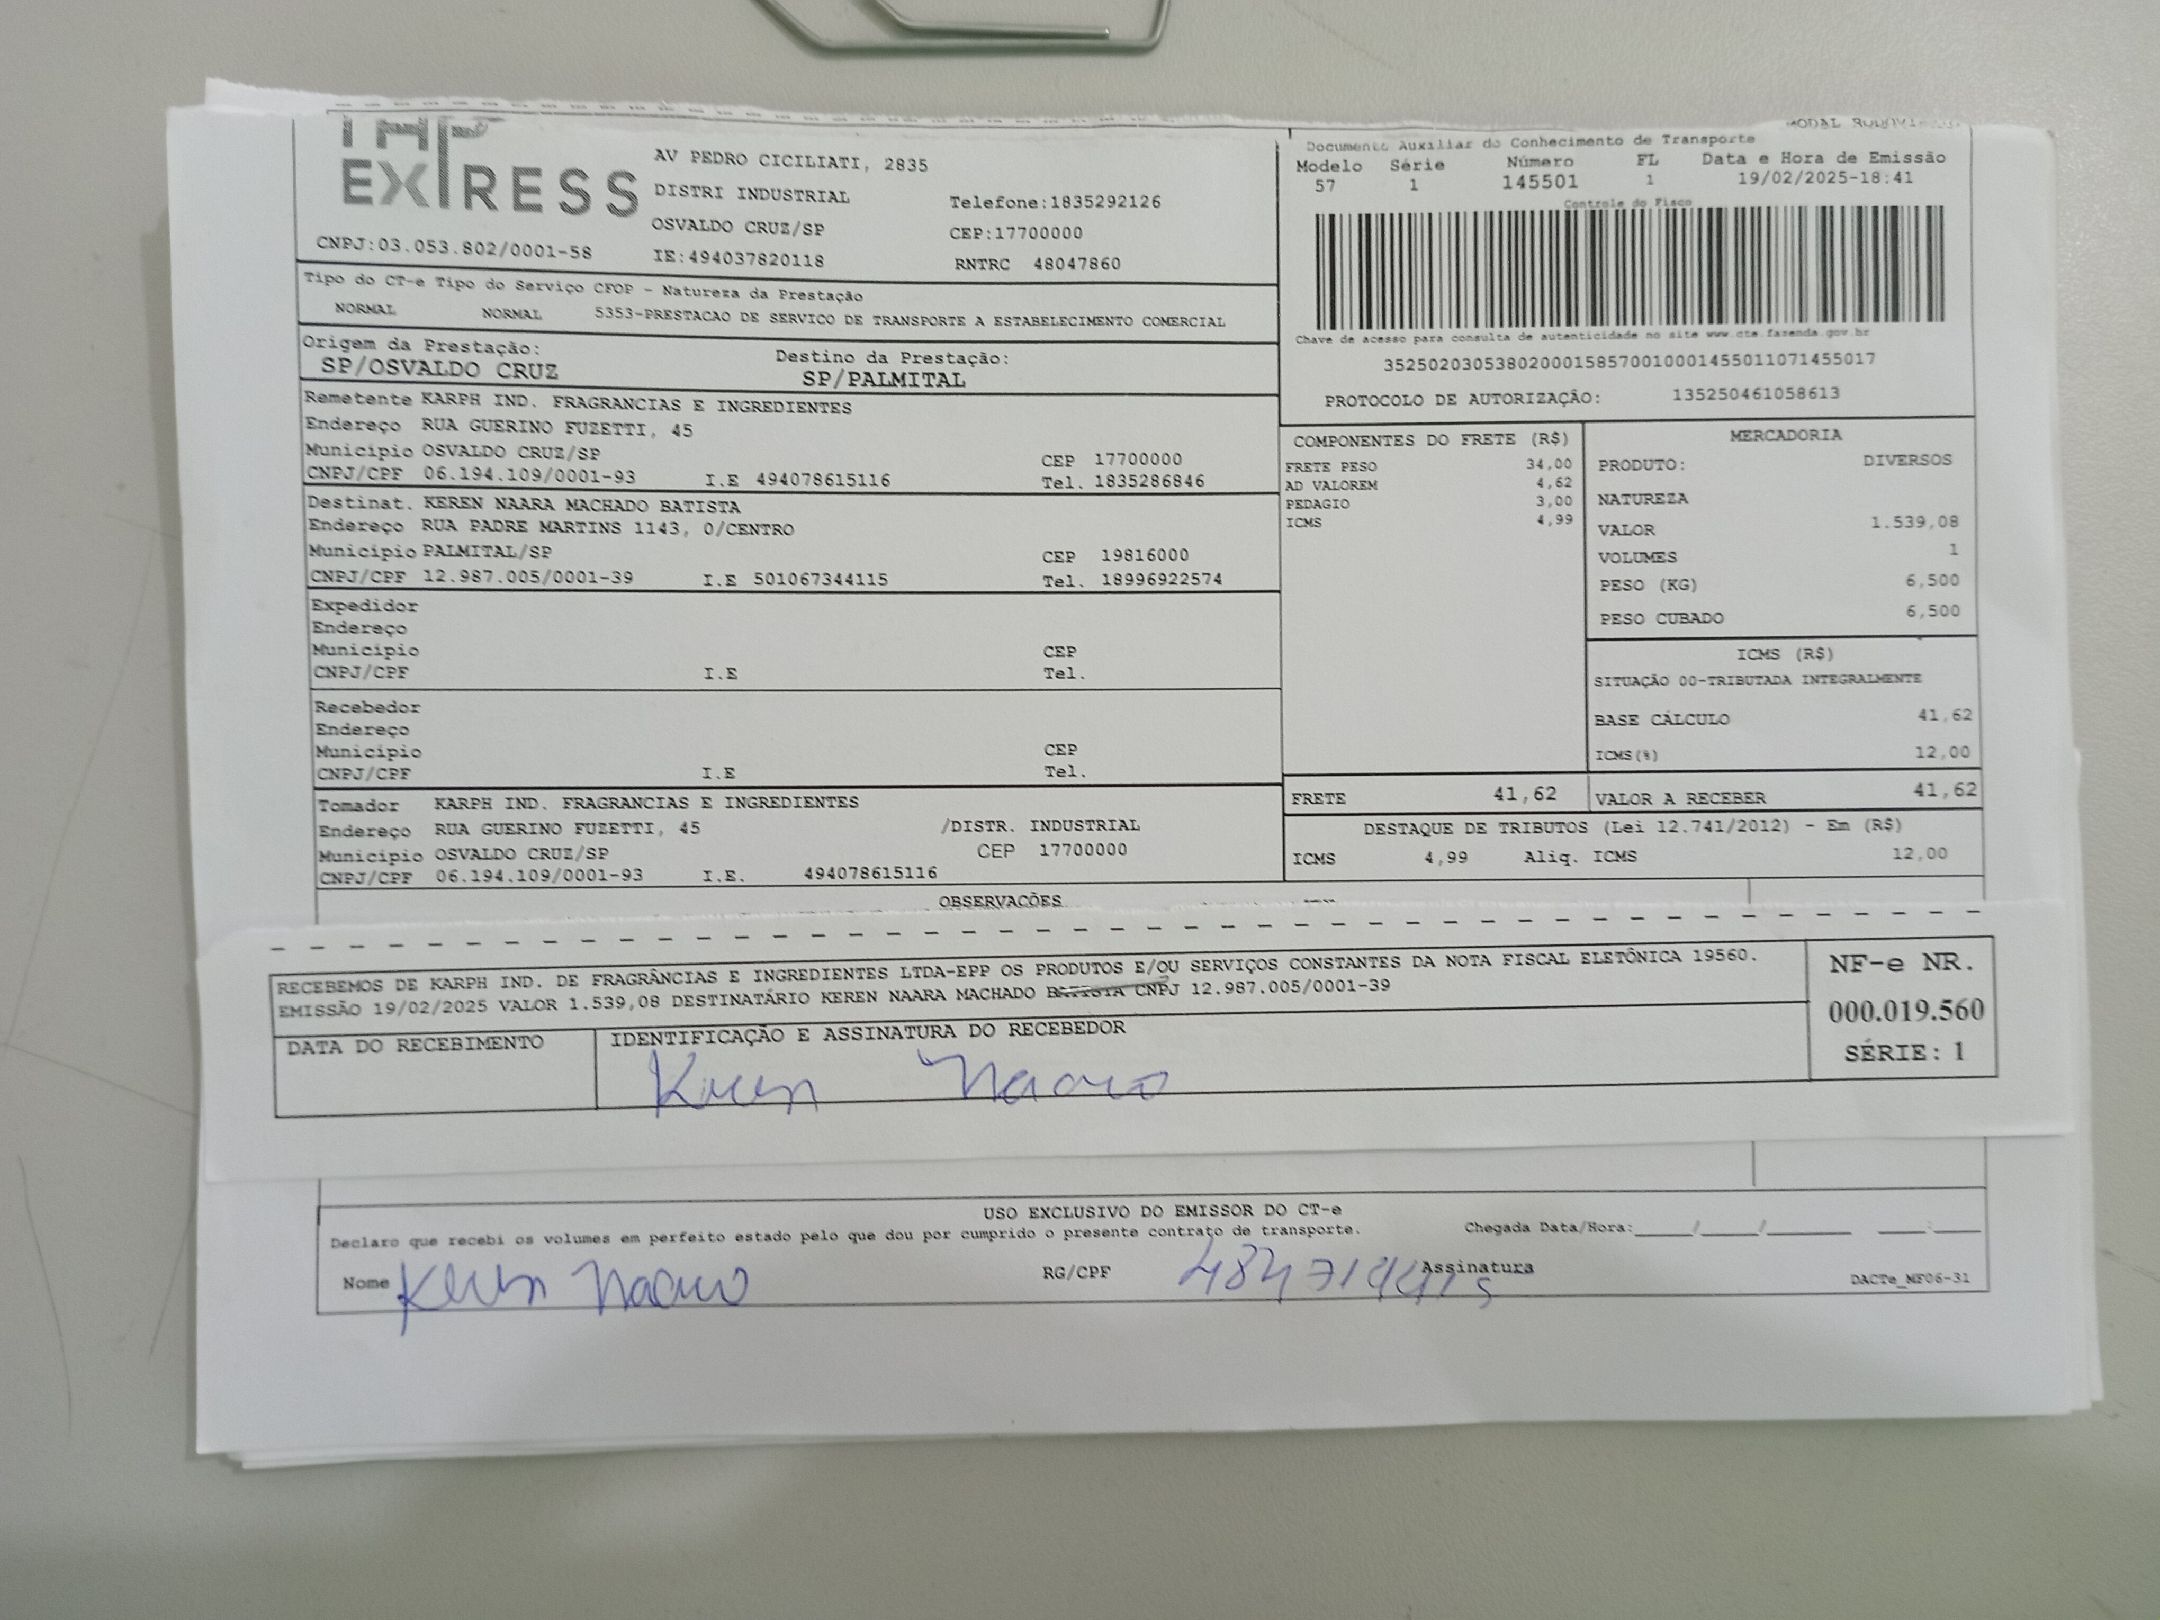 EXPRESS
CNPJ:03.053.802/0001-58
AV PEDRO CICILIATI, 2835
DISTRI INDUSTRIAL
OSVALDO CRUZ/SP
IE:494037820118
Telefone:1835292126
CEP:17700000
RNTRC 48047860
Documento Auxiliar do Conhecimento de Transporte
Modelo Série Número FL Data e Hora de Emissão
57 1 145501 1 19/02/2025-18:41
Controle do Fisco
Chave de acesso para consulta de autenticidade no site www.cte.fazenda.gov.br
35250203053802000158570010001455011071455017
PROTOCOLO DE AUTORIZAÇÃO: 135250461058613
Tipo do CT-e Tipo do Serviço CFOP - Natureza da Prestação
NORMAL NORMAL 5353-PRESTACAO DE SERVICO DE TRANSPORTE A ESTABELECIMENTO COMERCIAL
Origem da Prestação: Destino da Prestação:
SP/OSVALDO CRUZ SP/PALMITAL
Remetente KARPH IND. FRAGRANCIAS E INGREDIENTES
Endereço RUA GUERINO FUZETTI, 45
Município OSVALDO CRUZ/SP CEP 17700000
CNPJ/CPF 06.194.109/0001-93 I.E 494078615116 Tel. 1835286846
Destinat. KEREN NAARA MACHADO BATISTA
Endereço RUA PADRE MARTINS 1143, 0/CENTRO
Município PALMITAL/SP CEP 19816000
CNPJ/CPF 12.987.005/0001-39 I.E 501067344115 Tel. 18996922574
Expedidor
Endereço
Município CEP
CNPJ/CPF I.E Tel.
Recebedor
Endereço
Município CEP
CNPJ/CPF I.E Tel.
Tomador KARPH IND. FRAGRANCIAS E INGREDIENTES
Endereço RUA GUERINO FUZETTI, 45 /DISTR. INDUSTRIAL
Município OSVALDO CRUZ/SP CEP 17700000
CNPJ/CPF 06.194.109/0001-93 I.E. 494078615116
COMPONENTES DO FRETE (R$)
FRETE PESO 34,00
AD VALOREM 4,62
PEDAGIO 3,00
ICMS 4,99
MERCADORIA
PRODUTO: DIVERSOS
NATUREZA
VALOR 1.539,08
VOLUMES 1
PESO (KG) 6,500
PESO CUBADO 6,500
ICMS (R$)
SITUAÇÃO 00-TRIBUTADA INTEGRALMENTE
BASE CÁLCULO 41,62
ICMS(%) 12,00
FRETE 41,62 VALOR A RECEBER 41,62
DESTAQUE DE TRIBUTOS (Lei 12.741/2012) - Em (R$)
ICMS 4,99 Aliq. ICMS 12,00
OBSERVAÇÕES
RECEBEMOS DE KARPH IND. DE FRAGRÂNCIAS E INGREDIENTES LTDA-EPP OS PRODUTOS E/OU SERVIÇOS CONSTANTES DA NOTA FISCAL ELETÔNICA 19560.
EMISSÃO 19/02/2025 VALOR 1.539,08 DESTINATÁRIO KEREN NAARA MACHADO BATISTA CNPJ 12.987.005/0001-39
DATA DO RECEBIMENTO IDENTIFICAÇÃO E ASSINATURA DO RECEBEDOR
Keren Naara
NF-e NR.
000.019.560
SÉRIE: 1
USO EXCLUSIVO DO EMISSOR DO CT-e
Declaro que recebi os volumes em perfeito estado pelo que dou por cumprido o presente contrato de transporte. Chegada Data/Hora:
Nome Keren Naara RG/CPF Assinatura
DACTe_MF06-31